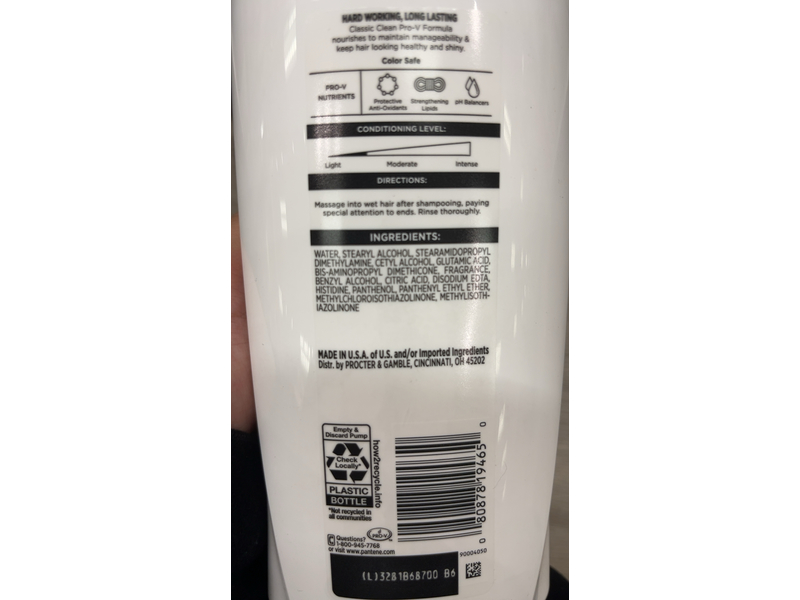 HARD WORKING, LONG LASTING
Classic Clean Pro-V Formula
nourishes to maintain manageability &
keep hair looking healthy and shiny.
Color Safe
PRO-V
NUTRIENTS
Protective
Anti-Oxidants
Strengthening
Lipids
pH Balancers
CONDITIONING LEVEL:
Light Moderate Intense
DIRECTIONS:
Massage into wet hair after shampooing, paying
special attention to ends. Rinse thoroughly.
INGREDIENTS:
WATER, STEARYL ALCOHOL, STEARAMIDOPROPYL
DIMETHYLAMINE, CETYL ALCOHOL, GLUTAMIC ACID,
BIS-AMINOPROPYL DIMETHICONE, FRAGRANCE,
BENZYL ALCOHOL, CITRIC ACID, DISODIUM EDTA,
HISTIDINE, PANTHENOL, PANTHENYL ETHYL ETHER,
METHYLCHLOROISOTHIAZOLINONE, METHYLISOTH-
IAZOLINONE
MADE IN U.S.A. of U.S. and/or Imported Ingredients
Distr. by PROCTER & GAMBLE, CINCINNATI, OH 45202
Empty &
Discard Pump
Check
Locally*
PLASTIC
BOTTLE
*Not recycled in
all communities
how2recycle.info
0 80878 19465 0
Questions?
1-800-945-7768
or visit www.pantene.com
PRO-V
90004050
(L)3281B68700 B6